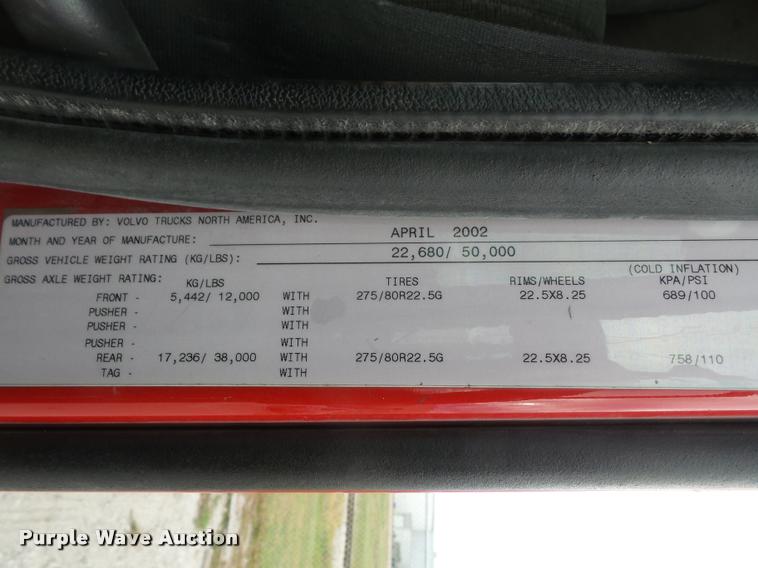 MANUFACTURED BY: VOLVO TRUCKS NORTH AMERICA, INC.
MONTH AND YEAR OF MANUFACTURE: APRIL 2002
GROSS VEHICLE WEIGHT RATING (KG/LBS): 22,680/ 50,000
GROSS AXLE WEIGHT RATING: KG/LBS TIRES RIMS/WHEELS (COLD INFLATION) KPA/PSI
FRONT - 5,442/ 12,000 WITH 275/80R22.5G 22.5X8.25 689/100
PUSHER - WITH
PUSHER - WITH
PUSHER - WITH
REAR - 17,236/ 38,000 WITH 275/80R22.5G 22.5X8.25 758/110
TAG - WITH
Purple Wave Auction